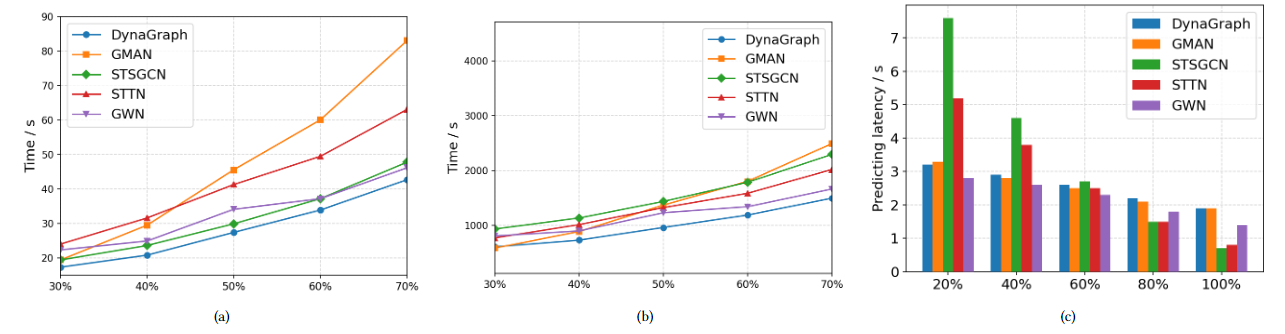 90
80
70
60
50
40
30
20
Time / s
DynaGraph
GMAN
STSGCN
STTN
GWN
30% 40% 50% 60% 70%
(a)
4000
3000
2000
1000
Time / s
DynaGraph
GMAN
STSGCN
STTN
GWN
30% 40% 50% 60% 70%
(b)
7
6
5
4
3
2
1
0
Predicting latency / s
DynaGraph
GMAN
STSGCN
STTN
GWN
20% 40% 60% 80% 100%
(c)